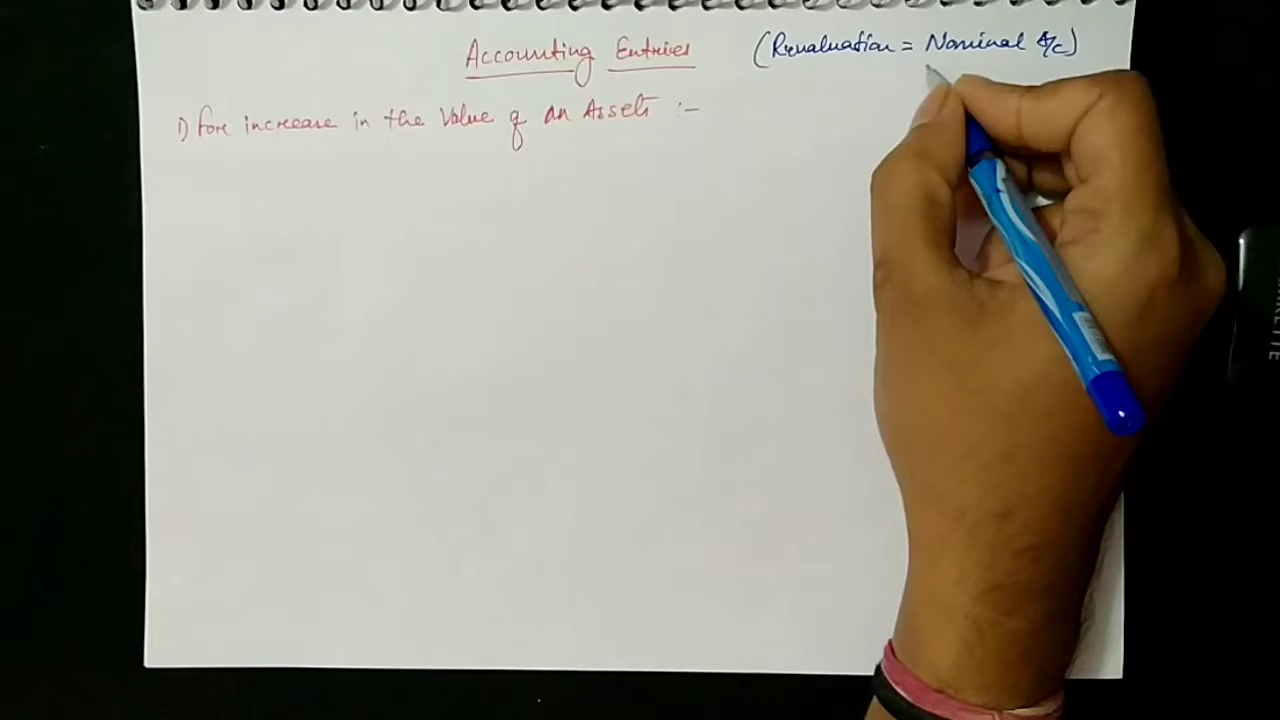 Accounting Entries (Revaluation = Nominal A/c)
1) For increase in the Value of an Assets :-